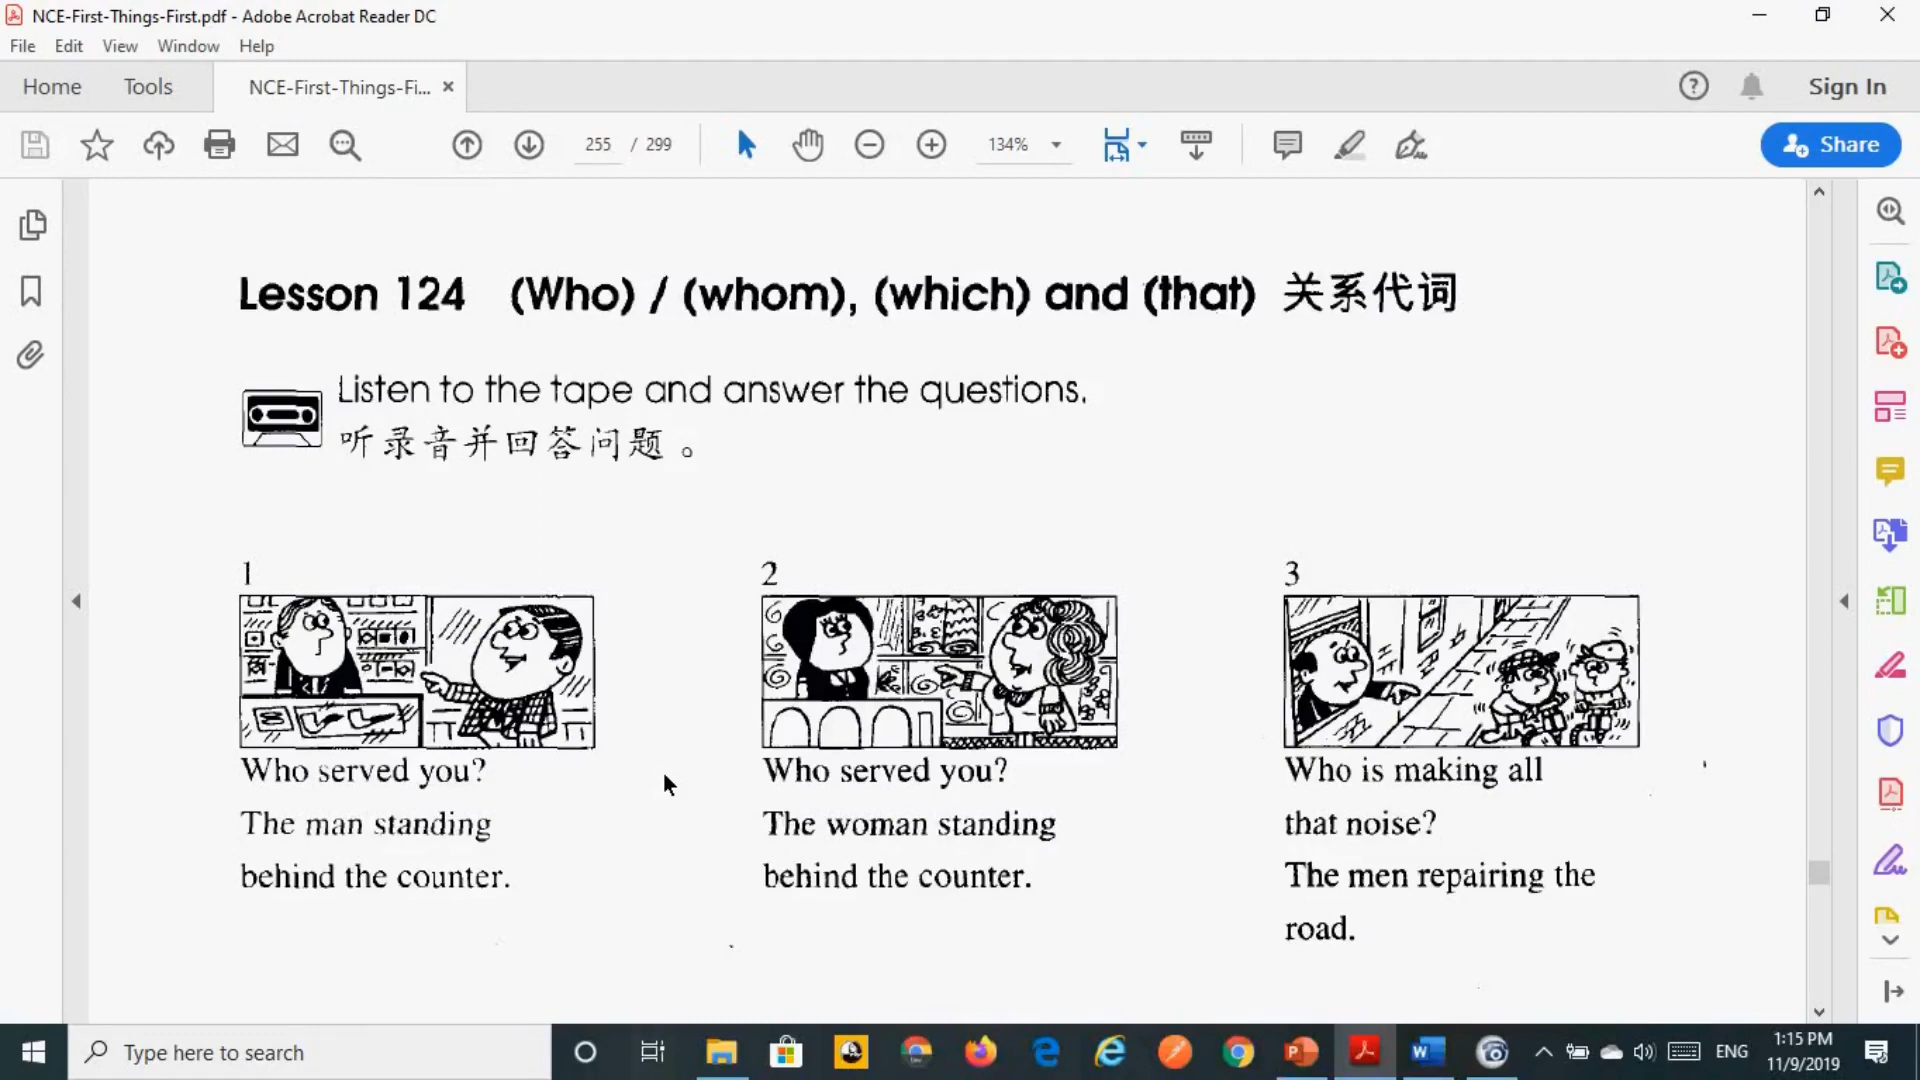 NCE-First-Things-First.pdf - Adobe Acrobat Reader DC
File Edit View Window Help
Home Tools NCE-First-Things-Fi... Sign In
255 / 299 134% Share
Lesson 124 (Who) / (whom), (which) and (that) 关系代词
Listen to the tape and answer the questions.
听录音并回答问题。
1 2 3
Who served you? Who served you? Who is making all
The man standing The woman standing that noise?
behind the counter. behind the counter. The men repairing the
road.
Type here to search ENG 1:15 PM
11/9/2019